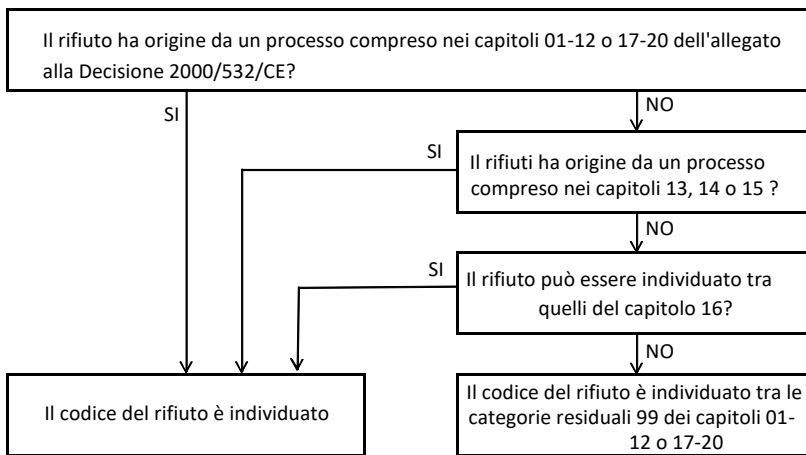 Il rifiuto ha origine da un processo compreso nei capitoli 01-12 o 17-20 dell'allegato
alla Decisione 2000/532/CE?
SI
NO
SI
Il rifiuti ha origine da un processo
compreso nei capitoli 13, 14 o 15 ?
NO
SI
Il rifiuto può essere individuato tra
quelli del capitolo 16?
NO
Il codice del rifiuto è individuato
Il codice del rifiuto è individuato tra le
categorie residuali 99 dei capitoli 01-
12 o 17-20